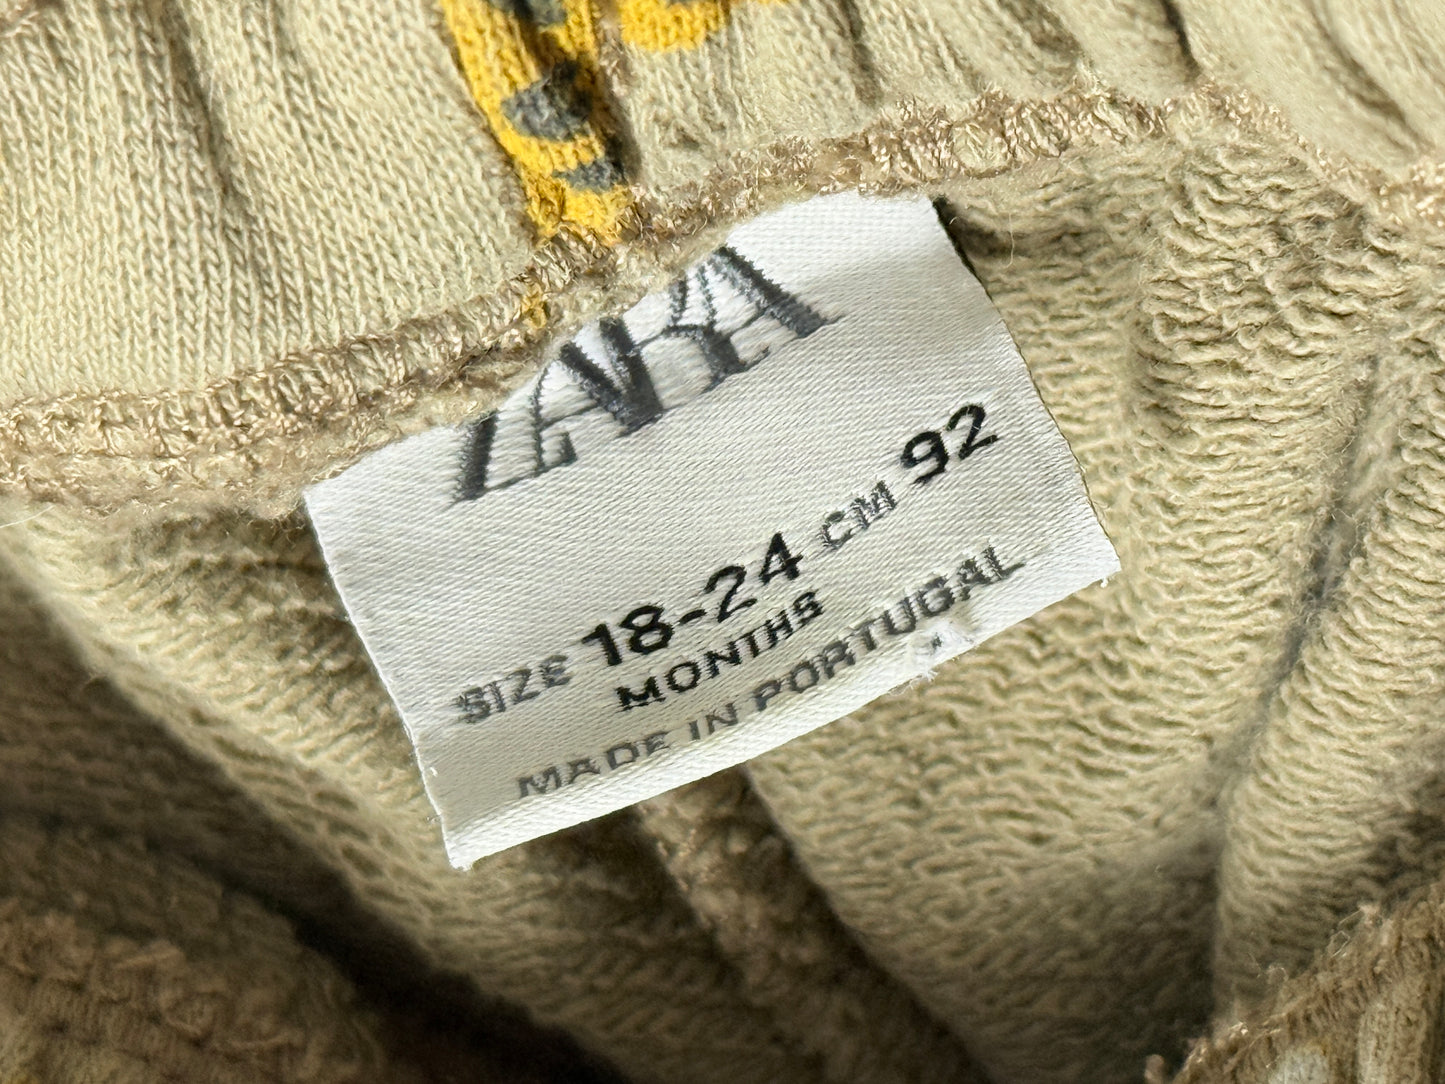 ZARA
SIZE 18-24 CM 92
MONTHS
MADE IN PORTUGAL